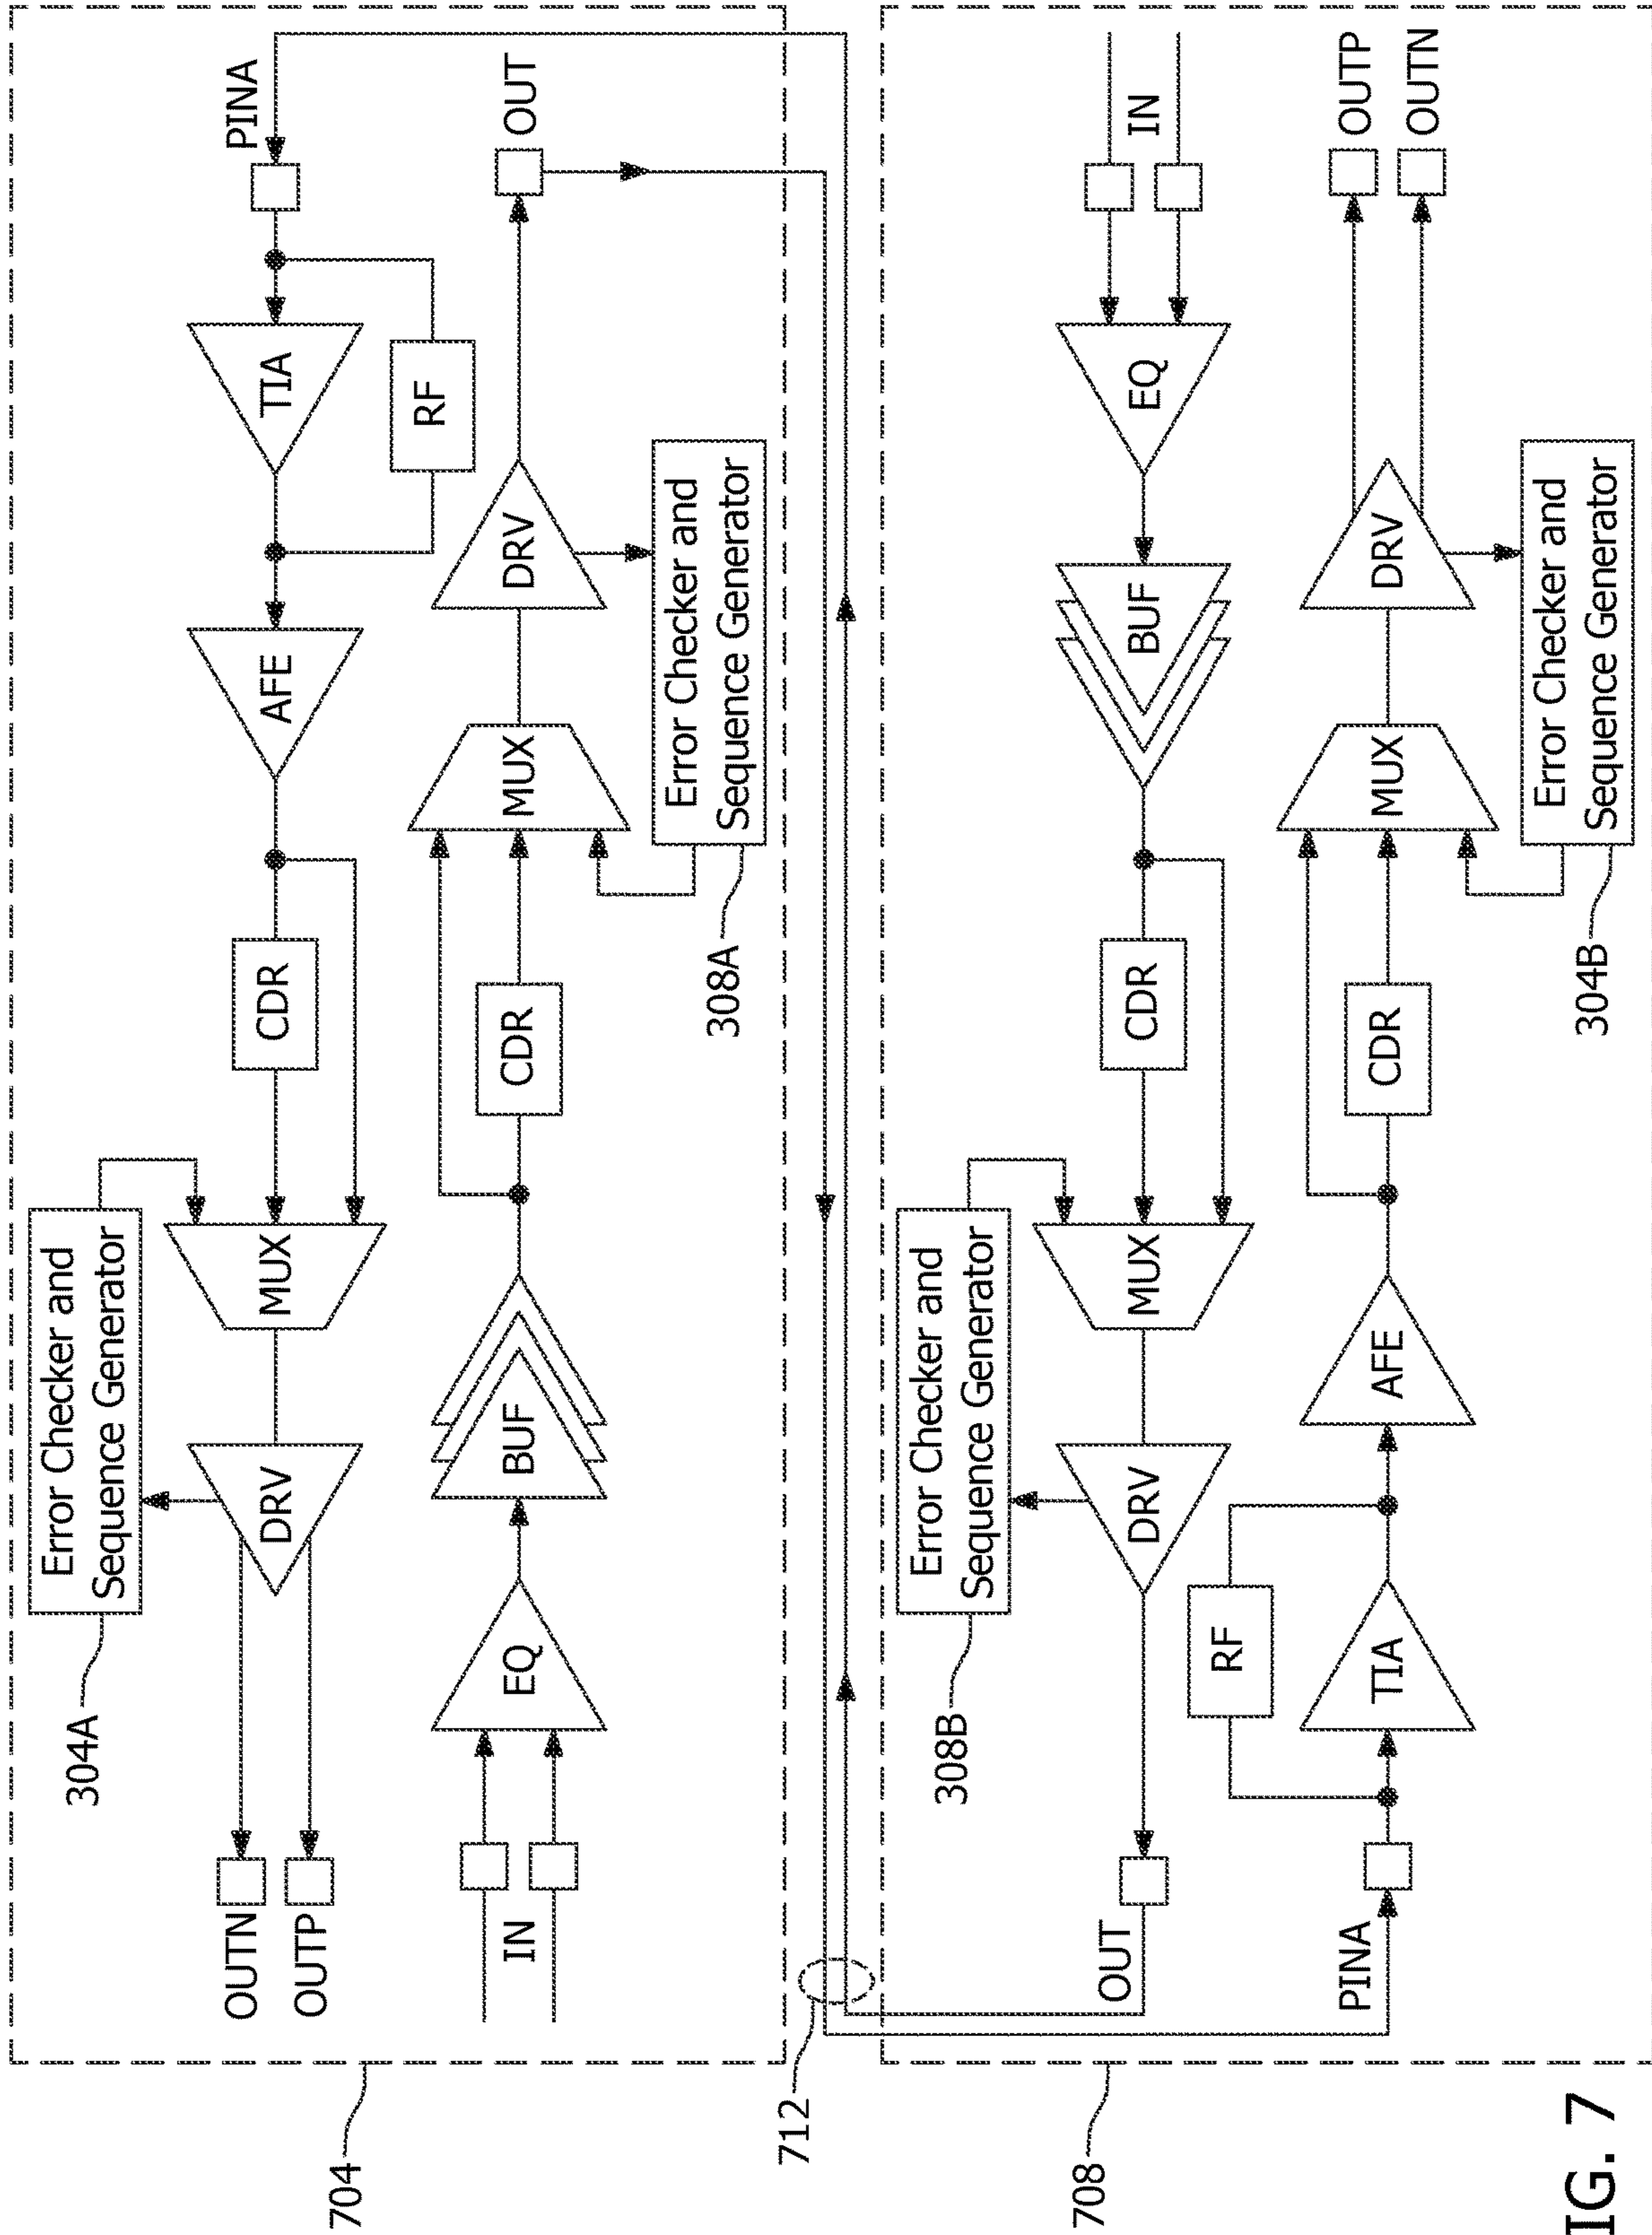 704
304A
Error Checker and
Sequence Generator
OUTN
OUTP
DRV
MUX
CDR
AFE
TIA
PINA
RF
IN
EQ
BUF
CDR
MUX
DRV
OUT
308A
Error Checker and
Sequence Generator
712
708
308B
Error Checker and
Sequence Generator
OUT
DRV
MUX
CDR
BUF
EQ
IN
RF
PINA
TIA
AFE
CDR
MUX
DRV
OUTP
OUTN
304B
Error Checker and
Sequence Generator
IG. 7